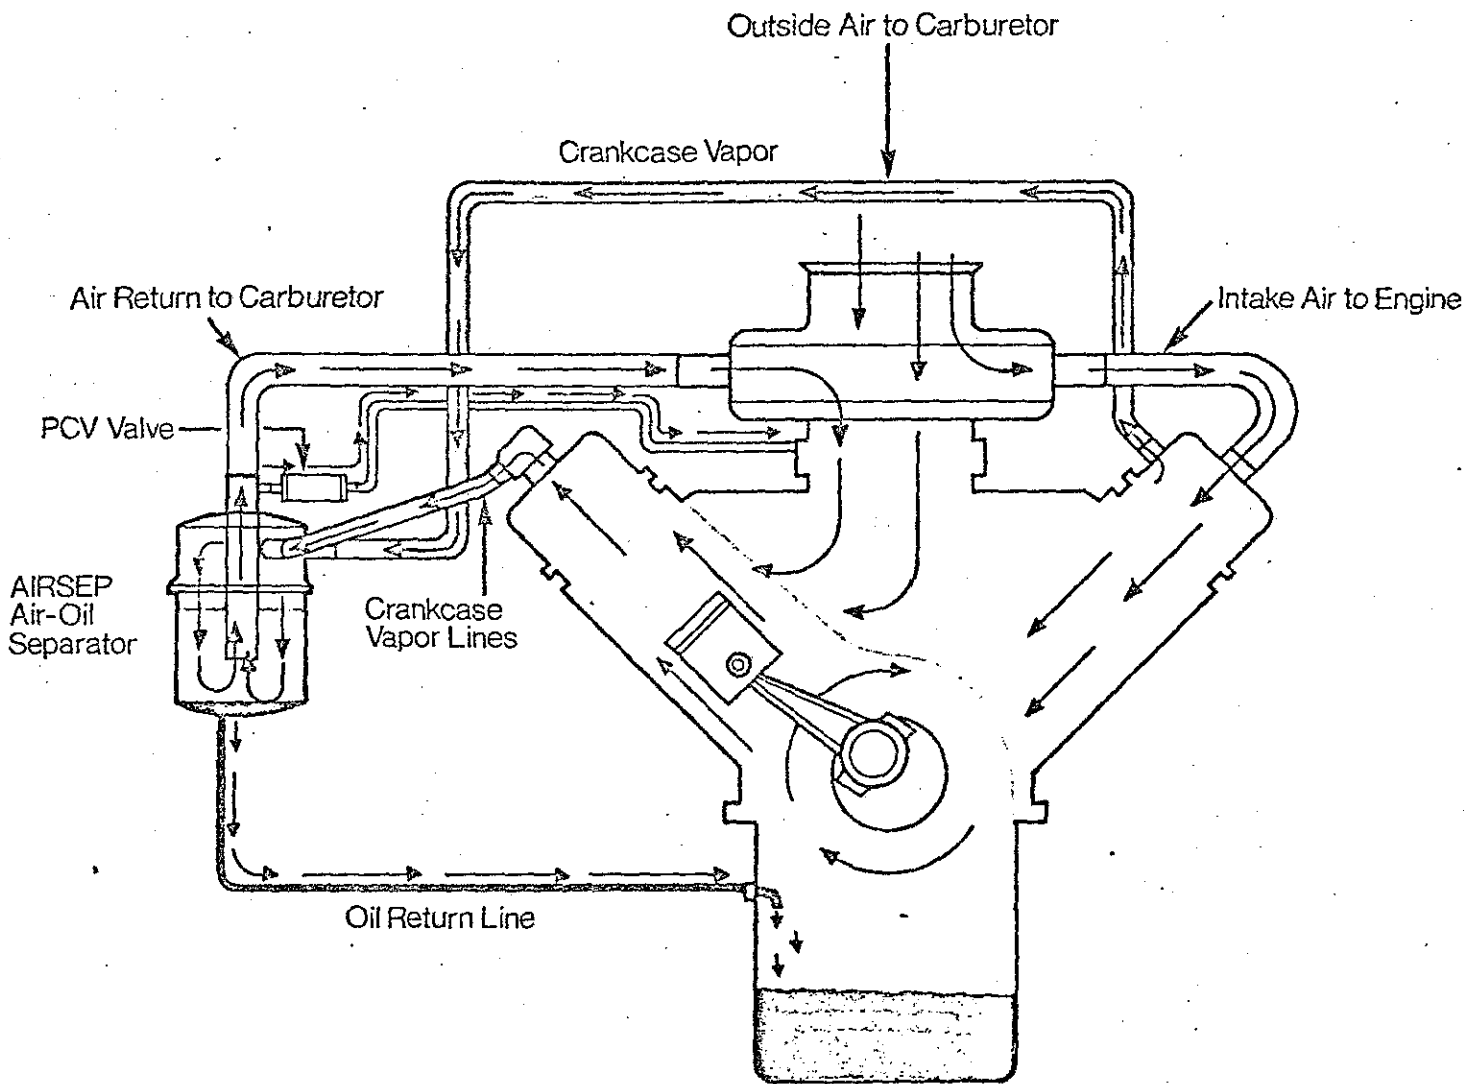 Outside Air to Carburetor
Crankcase Vapor
Air Return to Carburetor
Intake Air to Engine
PCV Valve
AIRSEP
Air-Oil
Separator
Crankcase
Vapor Lines
Oil Return Line